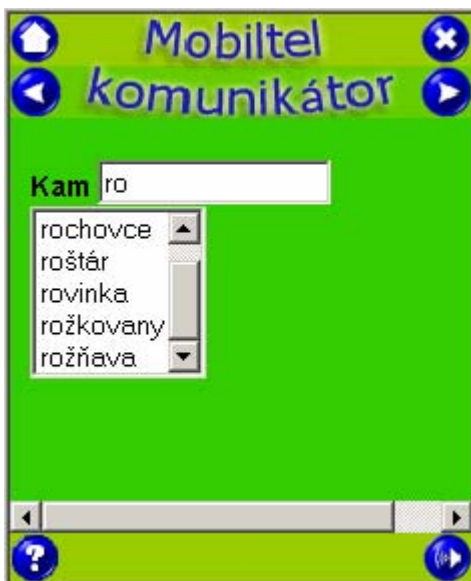 Mobiltel
komunikátor
Kam ro
rochovce
roštár
rovinka
rožkovany
rožňava
?